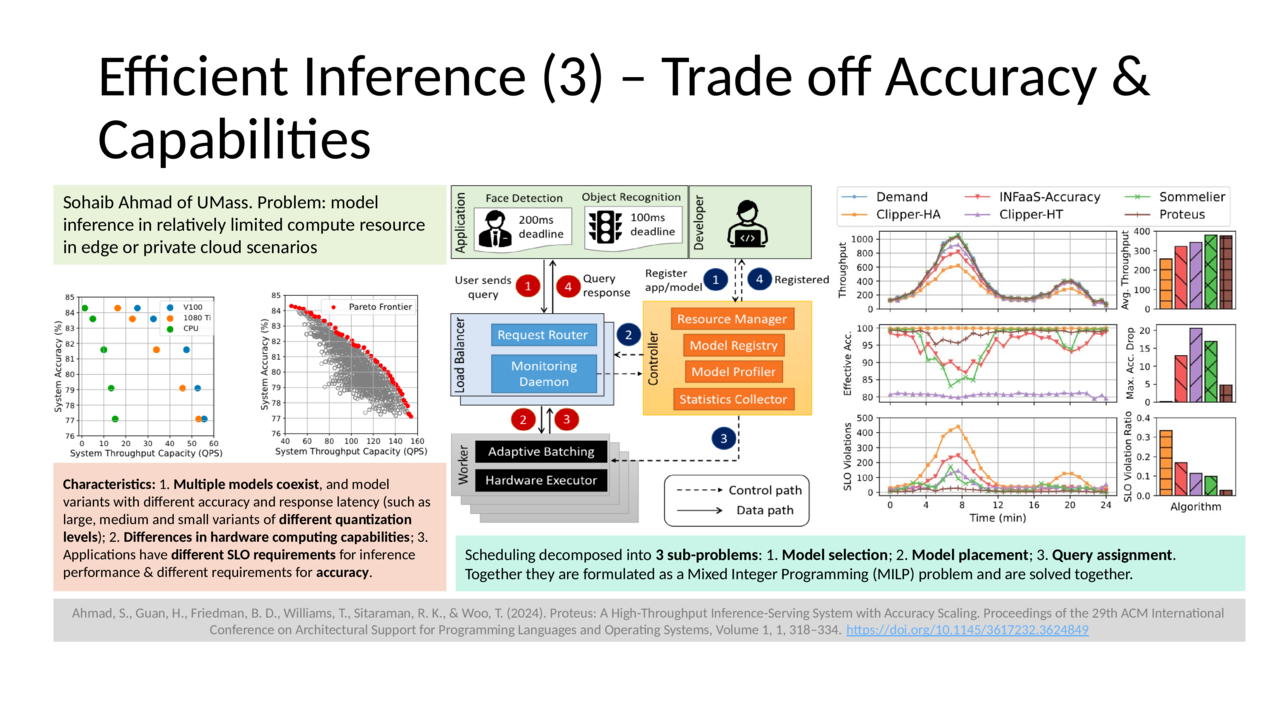 Efficient Inference (3) – Trade off Accuracy &
Capabilities
Sohaib Ahmad of UMass. Problem: model
inference in relatively limited compute resource
in edge or private cloud scenarios
85
84
83
82
81
80
79
78
77
76
System Accuracy (%)
V100
1080 Ti
CPU
0 10 20 30 40 50 60
System Throughput Capacity (QPS)
85
84
83
82
81
80
79
78
77
76
System Accuracy (%)
Pareto Frontier
40 60 80 100 120 140 160
System Throughput Capacity (QPS)
Characteristics: 1. Multiple models coexist, and model
variants with different accuracy and response latency (such as
large, medium and small variants of different quantization
levels); 2. Differences in hardware computing capabilities; 3.
Applications have different SLO requirements for inference
performance & different requirements for accuracy.
Application
Face Detection
200ms
deadline
Object Recognition
100ms
deadline
Developer
User sends
query
1
4
Query
response
Register
app/model
1
4
Registered
Load Balancer
Request Router
Monitoring
Daemon
2
Controller
Resource Manager
Model Registry
Model Profiler
Statistics Collector
2
3
3
Worker
Adaptive Batching
Hardware Executor
Control path
Data path
Demand
Clipper-HA
INFaaS-Accuracy
Clipper-HT
Sommelier
Proteus
Throughput
1000
800
600
400
200
Avg. Throughput
400
300
200
100
0
Effective Acc.
100
95
90
85
80
Max. Acc. Drop
20
15
10
5
0
SLO Violations
500
400
300
200
100
0
0 4 8 12 16 20 24
Time (min)
SLO Violation Ratio
0.4
0.3
0.2
0.1
0.0
Algorithm
Scheduling decomposed into 3 sub-problems: 1. Model selection; 2. Model placement; 3. Query assignment.
Together they are formulated as a Mixed Integer Programming (MILP) problem and are solved together.
Ahmad, S., Guan, H., Friedman, B. D., Williams, T., Sitaraman, R. K., & Woo, T. (2024). Proteus: A High-Throughput Inference-Serving System with Accuracy Scaling. Proceedings of the 29th ACM International
Conference on Architectural Support for Programming Languages and Operating Systems, Volume 1, 1, 318–334. https://doi.org/10.1145/3617232.3624849